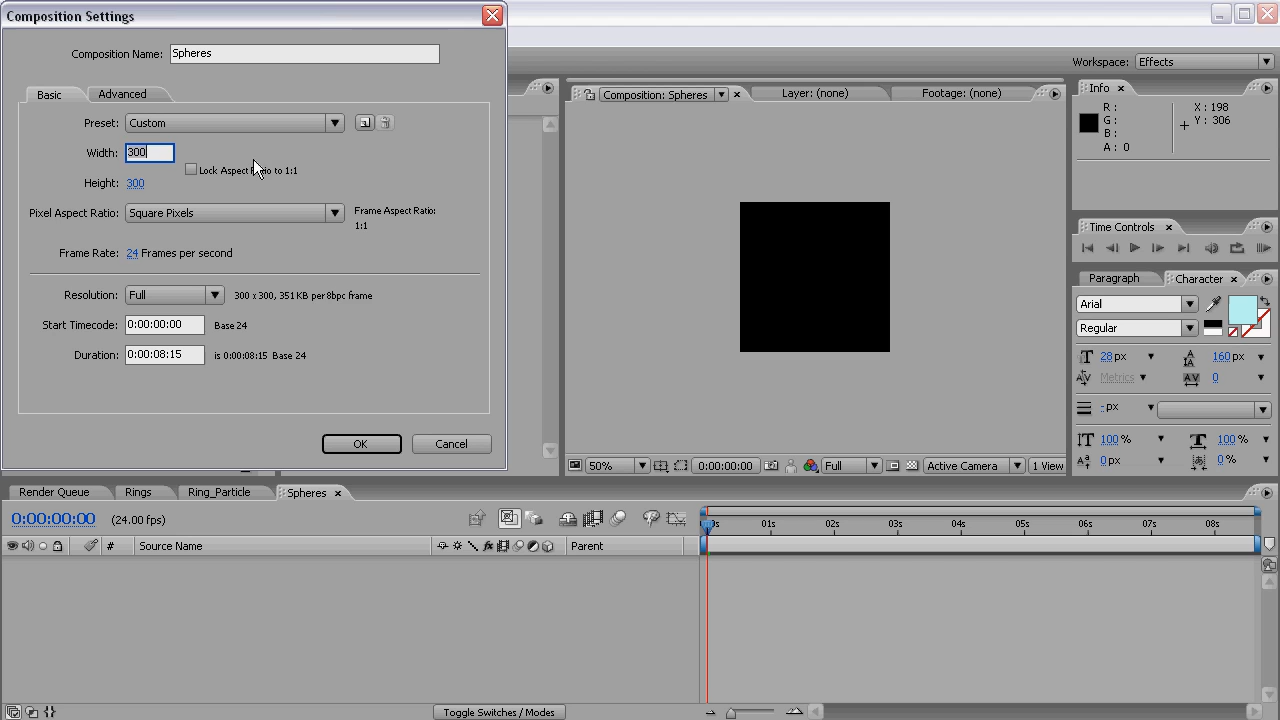 Composition Settings
Composition Name: Spheres
Basic
Advanced
Preset: Custom
Width: 300
Lock Aspect Ratio to 1:1
Height: 300
Pixel Aspect Ratio: Square Pixels
Frame Aspect Ratio:
1:1
Frame Rate: 24 Frames per second
Resolution: Full
300 x 300, 351 KB per 8bpc frame
Start Timecode: 0:00:00:00 Base 24
Duration: 0:00:08:15 is 0:00:08:15 Base 24
OK
Cancel
Workspace: Effects
Composition: Spheres
Layer: (none)
Footage: (none)
50%
0:00:00:00
Full
Active Camera
1 View
Info
R :
G :
B :
A : 0
X : 198
Y : 306
Time Controls
Paragraph
Character
Arial
Regular
28 px
160 px
Metrics
0
- px
100 %
100 %
0 px
0 %
Render Queue
Rings
Ring_Particle
Spheres
0:00:00:00
(24.00 fps)
#
Source Name
Parent
01s
02s
03s
04s
05s
06s
07s
08s
Toggle Switches / Modes